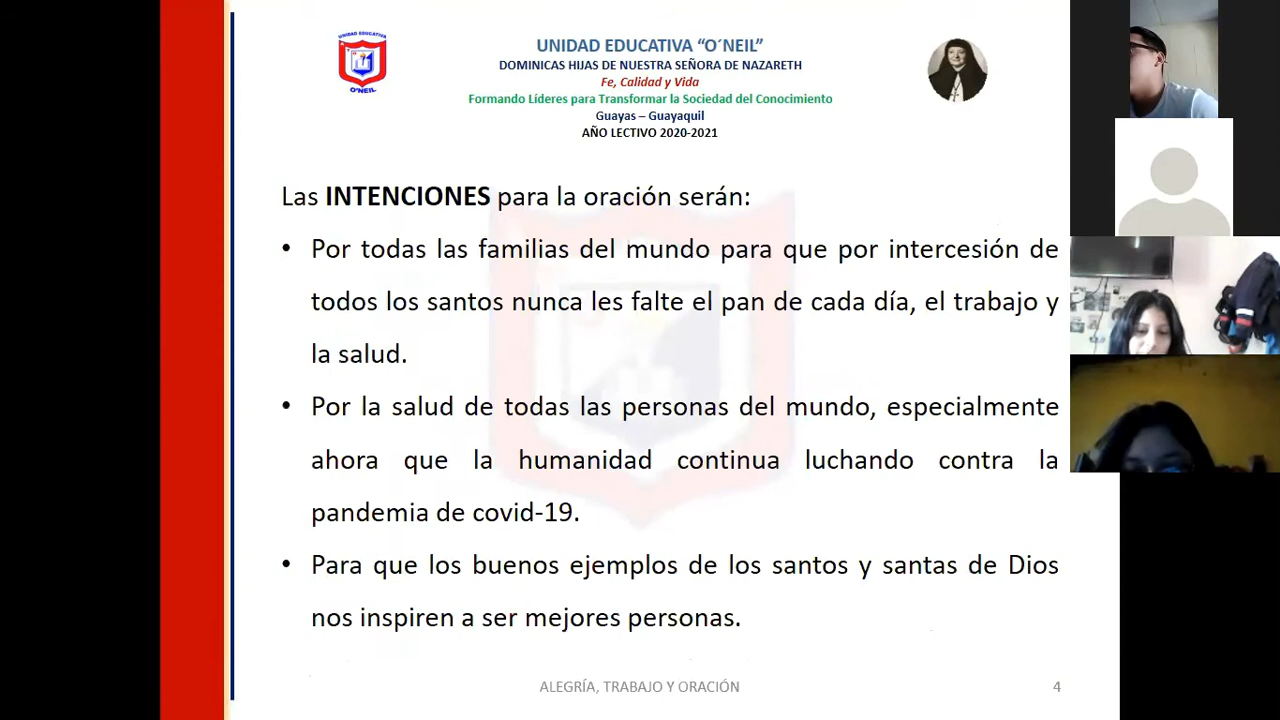 UNIDAD EDUCATIVA
O'NEIL
UNIDAD EDUCATIVA “O´NEIL”
DOMINICAS HIJAS DE NUESTRA SEÑORA DE NAZARETH
Fe, Calidad y Vida
Formando Líderes para Transformar la Sociedad del Conocimiento
Guayas – Guayaquil
AÑO LECTIVO 2020-2021
Las INTENCIONES para la oración serán:
• Por todas las familias del mundo para que por intercesión de
todos los santos nunca les falte el pan de cada día, el trabajo y
la salud.
• Por la salud de todas las personas del mundo, especialmente
ahora que la humanidad continua luchando contra la
pandemia de covid-19.
• Para que los buenos ejemplos de los santos y santas de Dios
nos inspiren a ser mejores personas.
ALEGRÍA, TRABAJO Y ORACIÓN
4